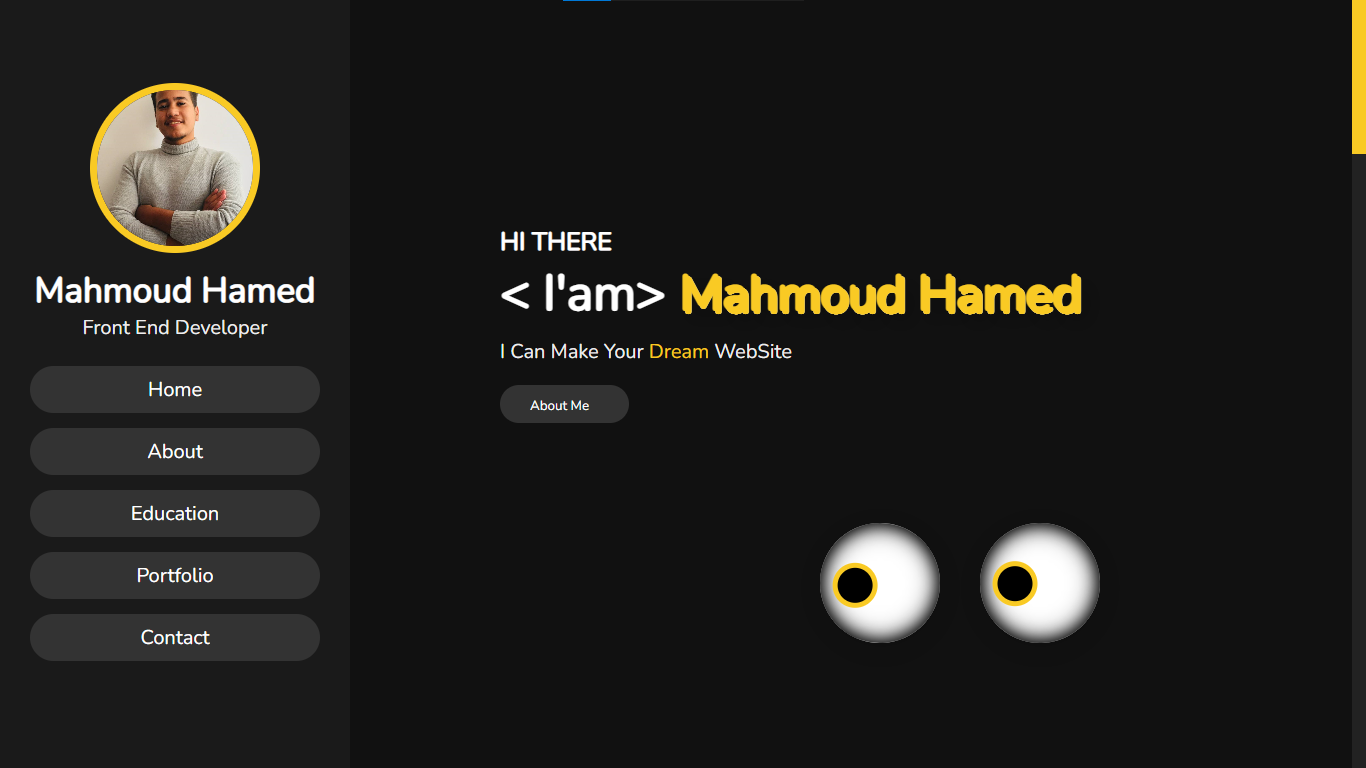 Mahmoud Hamed
Front End Developer
Home
About
Education
Portfolio
Contact
HI THERE
< I'am> Mahmoud Hamed
I Can Make Your Dream WebSite
About Me